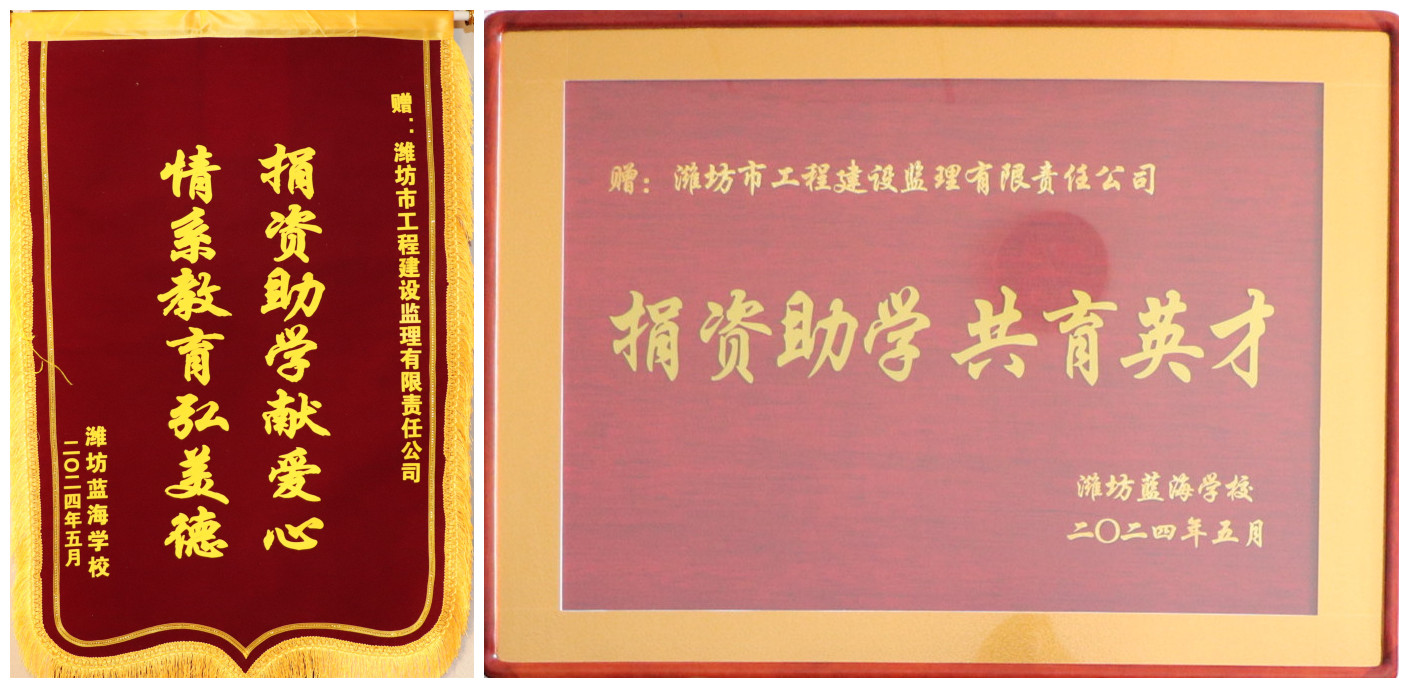 赠：潍坊市工程建设监理有限责任公司
捐资助学献爱心
情系教育弘美德
潍坊蓝海学校
二〇二四年五月
赠：潍坊市工程建设监理有限责任公司
捐资助学 共育英才
潍坊蓝海学校
二〇二四年五月